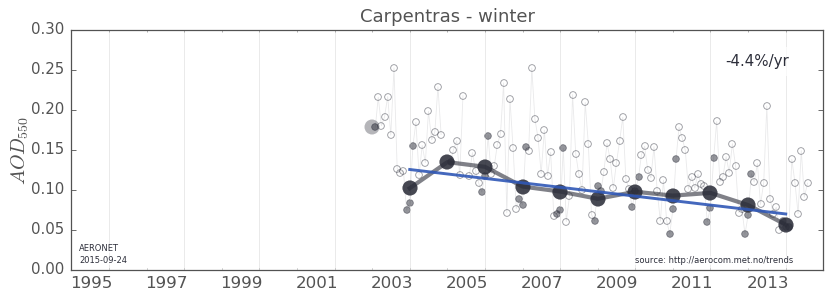 Carpentras - winter
0.30
0.25
0.20
0.15
0.10
0.05
0.00
AOD550
-4.4%/yr
AERONET
2015-09-24
source: http://aerocom.met.no/trends
1995 1997 1999 2001 2003 2005 2007 2009 2011 2013